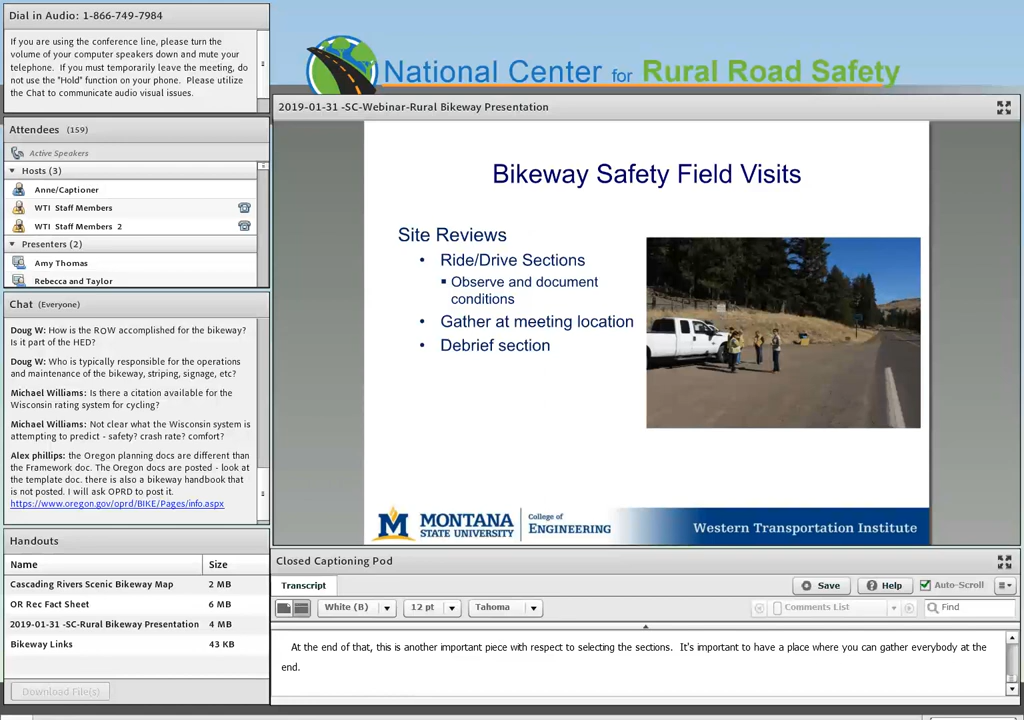 Dial in Audio: 1-866-749-7984
If you are using the conference line, please turn the
volume of your computer speakers down and mute your
telephone. If you must temporarily leave the meeting, do
not use the "Hold" function on your phone. Please utilize
the Chat to communicate audio visual issues.
National Center for Rural Road Safety
Attendees (159)
Active Speakers
Hosts (3)
Anne/Captioner
WTI Staff Members
WTI Staff Members 2
Presenters (2)
Amy Thomas
Rebecca and Taylor
Chat (Everyone)
Doug W: How is the ROW accomplished for the bikeway?
Is it part of the HED?
Doug W: Who is typically responsible for the operations
and maintenance of the bikeway, striping, signage, etc?
Michael Williams: Is there a citation available for the
Wisconsin rating system for cycling?
Michael Williams: Not clear what the Wisconsin system is
attempting to predict - safety? crash rate? comfort?
Alex phillips: the Oregon planning docs are different than
the Framework doc. The Oregon docs are posted - look at
the template doc. there is also a bikeway handbook that
is not posted. I will ask OPRD to post it.
https://www.oregon.gov/oprd/BIKE/Pages/info.aspx
Handouts
Name Size
Cascading Rivers Scenic Bikeway Map 2 MB
OR Rec Fact Sheet 6 MB
2019-01-31 -SC-Rural Bikeway Presentation 4 MB
Bikeway Links 43 KB
Download File(s)
2019-01-31 -SC-Webinar-Rural Bikeway Presentation
Bikeway Safety Field Visits
Site Reviews
• Ride/Drive Sections
▪ Observe and document
conditions
• Gather at meeting location
• Debrief section
M MONTANA
STATE UNIVERSITY
College of
ENGINEERING
Western Transportation Institute
Closed Captioning Pod
Transcript
Save
Help
Auto-Scroll
White (B)
12 pt
Tahoma
Comments List
Find
At the end of that, this is another important piece with respect to selecting the sections. It's important to have a place where you can gather everybody at the
end.